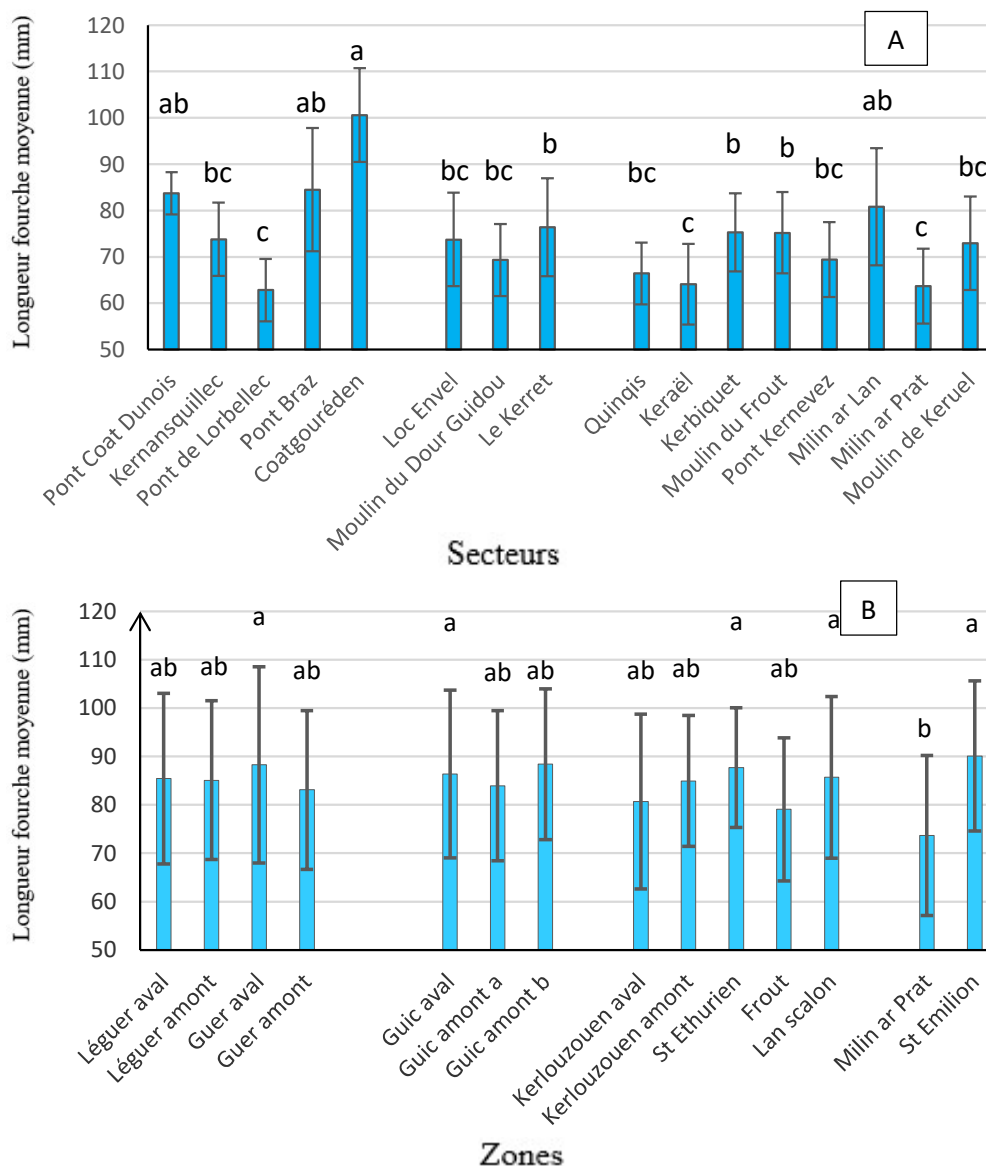 Longueur fourche moyenne (mm)
120
110
100
90
80
70
60
50
A
ab
bc
c
ab
a
bc
bc
b
bc
c
b
b
bc
ab
c
bc
Pont Coat Dunois
Kernansquillec
Pont de Lorbellec
Pont Braz
Coatgouréden
Loc Envel
Moulin du Dour Guidou
Le Kerret
Quinqis
Keraël
Kerbiquet
Moulin du Frout
Pont Kernevez
Milin ar Lan
Milin ar Prat
Moulin de Keruel
Secteurs
Longueur fourche moyenne (mm)
120
110
100
90
80
70
60
50
B
ab
ab
a
ab
a
ab
ab
ab
ab
a
ab
a
b
a
Léguer aval
Léguer amont
Guer aval
Guer amont
Guic aval
Guic amont a
Guic amont b
Kerlouzouen aval
Kerlouzouen amont
St Ethurien
Frout
Lan scalon
Milin ar Prat
St Emilion
Zones